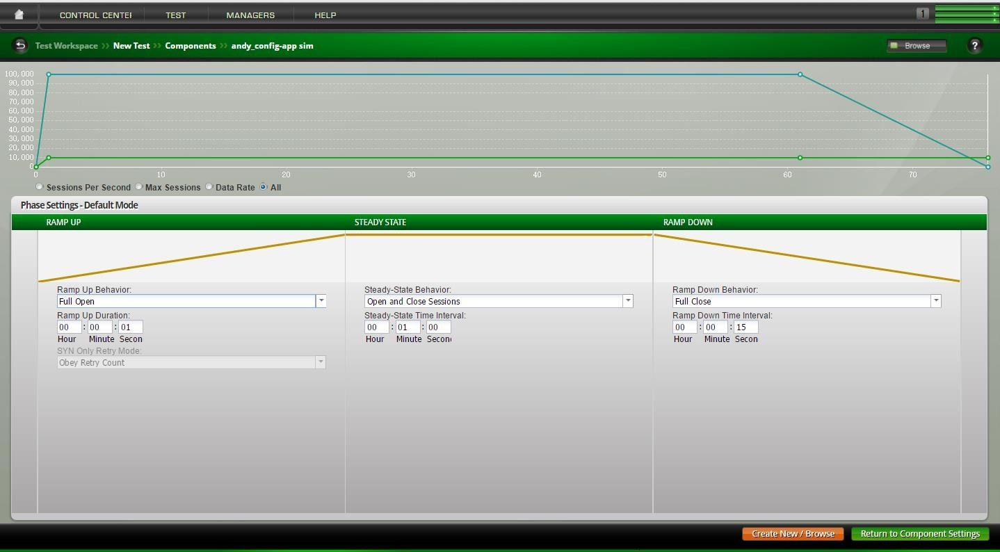 CONTROL CENTEI TEST MANAGERS HELP 1
Test Workspace >> New Test >> Components >> andy_config-app sim Browse ?
100,000
90,000
80,000
70,000
60,000
50,000
40,000
30,000
20,000
10,000
0
0 10 20 30 40 50 60 70
Sessions Per Second Max Sessions Data Rate All
Phase Settings - Default Mode
RAMP UP STEADY STATE RAMP DOWN
Ramp Up Behavior: Steady-State Behavior: Ramp Down Behavior:
Full Open Open and Close Sessions Full Close
Ramp Up Duration: Steady-State Time Interval: Ramp Down Time Interval:
00 : 00 : 01 00 : 01 : 00 00 : 00 : 15
Hour Minute Secon Hour Minute Secon Hour Minute Secon
SYN Only Retry Mode:
Obey Retry Count
Create New / Browse Return to Component Settings